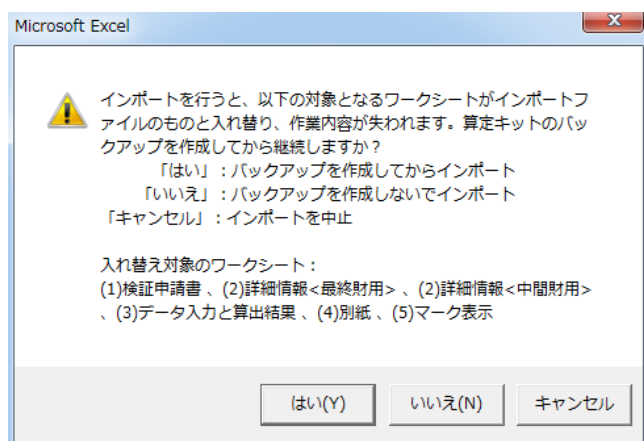 Microsoft Excel
インポートを行うと、以下の対象となるワークシートがインポートフ
ァイルのものと入れ替り、作業内容が失われます。算定キットのバッ
クアップを作成してから継続しますか？
「はい」：バックアップを作成してからインポート
「いいえ」：バックアップを作成しないでインポート
「キャンセル」：インポートを中止
入れ替え対象のワークシート：
(1)検証申請書 、(2)詳細情報<最終財用> 、(2)詳細情報<中間財用>
、(3)データ入力と算出結果 、(4)別紙 、(5)マーク表示
はい(Y)
いいえ(N)
キャンセル